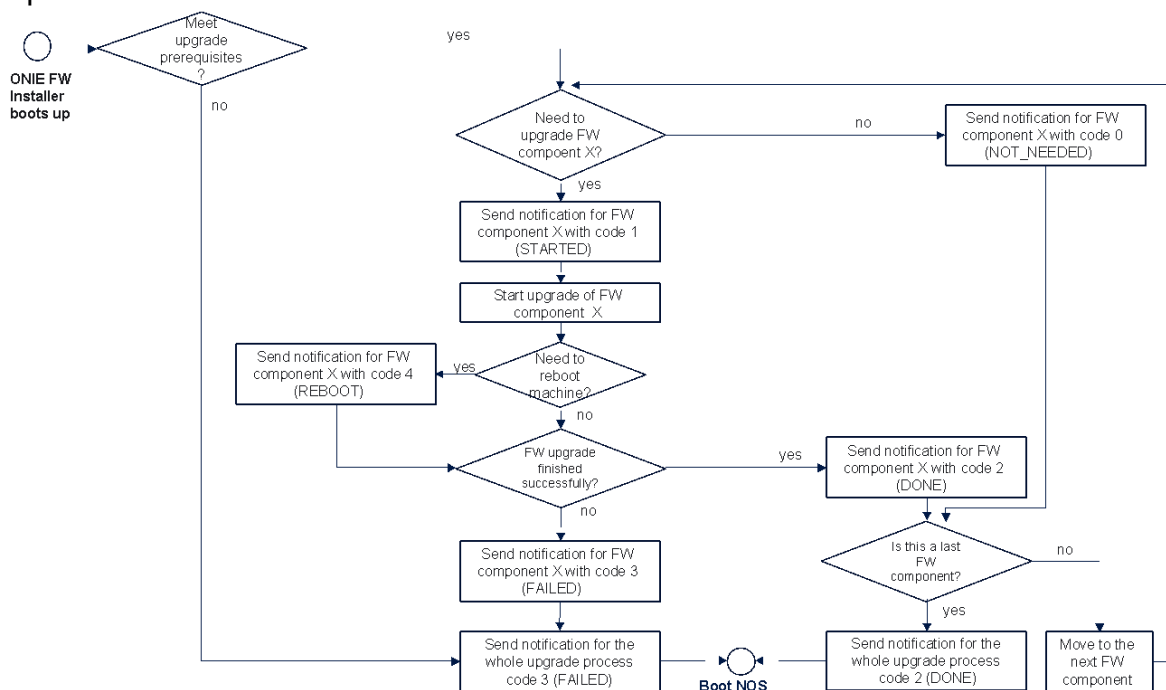 Meet
upgrade
prerequisites
?
ONIE FW
Installer
boots up
no
yes
Need to
upgrade FW
compoent X?
no
Send notification for FW
component X with code 0
(NOT_NEEDED)
yes
Send notification for FW
component X with code 1
(STARTED)
Start upgrade of FW
component X
Need to
reboot
machine?
yes
Send notification for FW
component X with code 4
(REBOOT)
no
FW upgrade
finished
successfully?
yes
Send notification for FW
component X with code 2
(DONE)
no
Send notification for FW
component X with code 3
(FAILED)
Is this a last
FW
component?
no
yes
Send notification for the
whole upgrade process
code 3 (FAILED)
Boot NOS
Send notification for the
whole upgrade process
code 2 (DONE)
Move to the
next FW
component